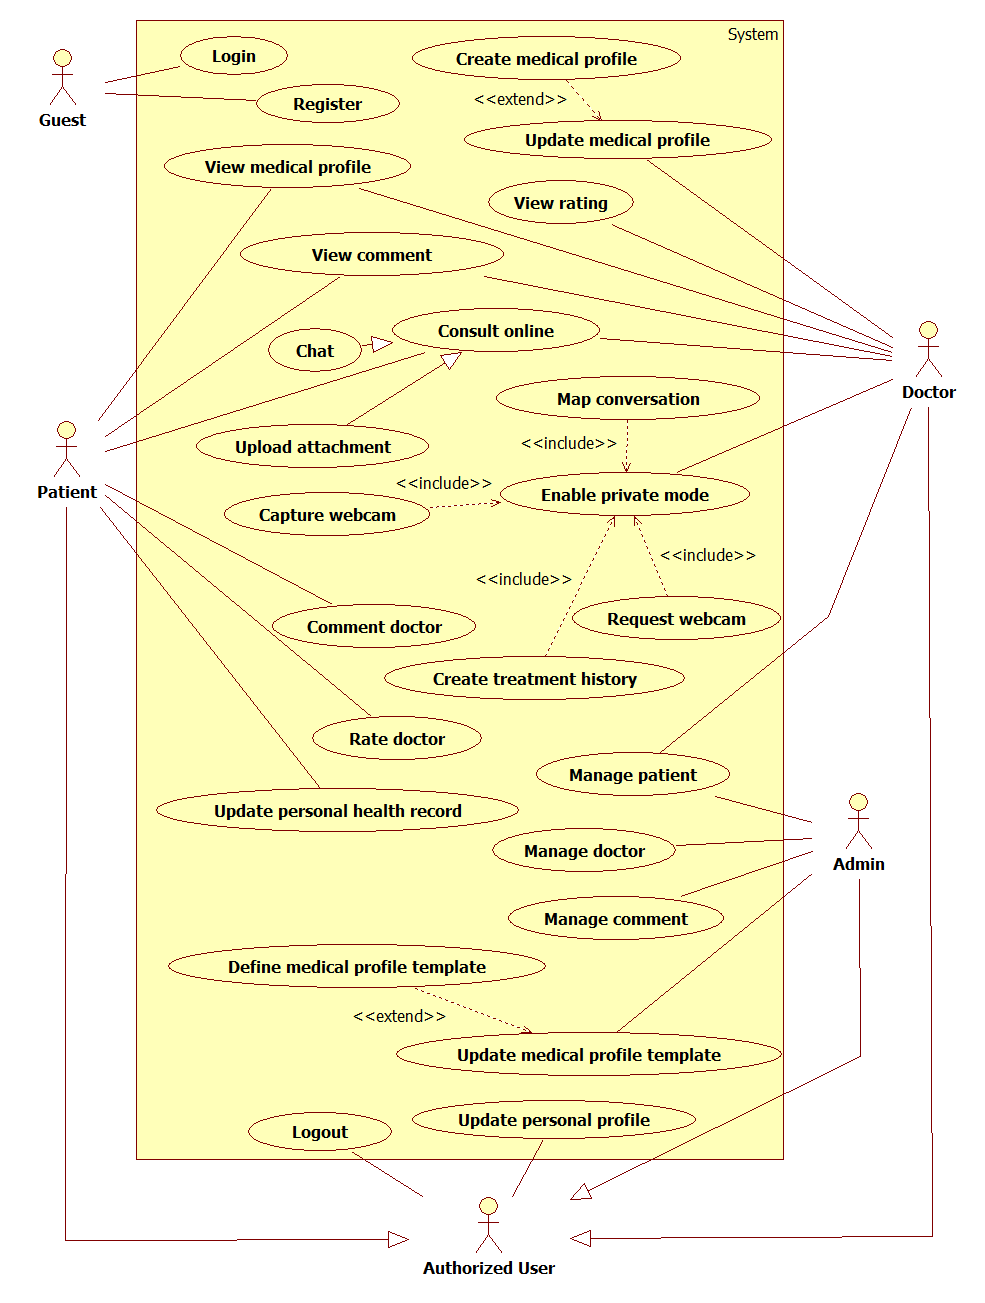 System
Login
Create medical profile
<<extend>>
Register
Guest
Update medical profile
View medical profile
View rating
View comment
Consult online
Chat
Doctor
Map conversation
<<include>>
Upload attachment
<<include>>
Patient
Enable private mode
Capture webcam
<<include>>
<<include>>
Request webcam
Comment doctor
Create treatment history
Rate doctor
Manage patient
Update personal health record
Manage doctor
Admin
Manage comment
Define medical profile template
<<extend>>
Update medical profile template
Update personal profile
Logout
Authorized User